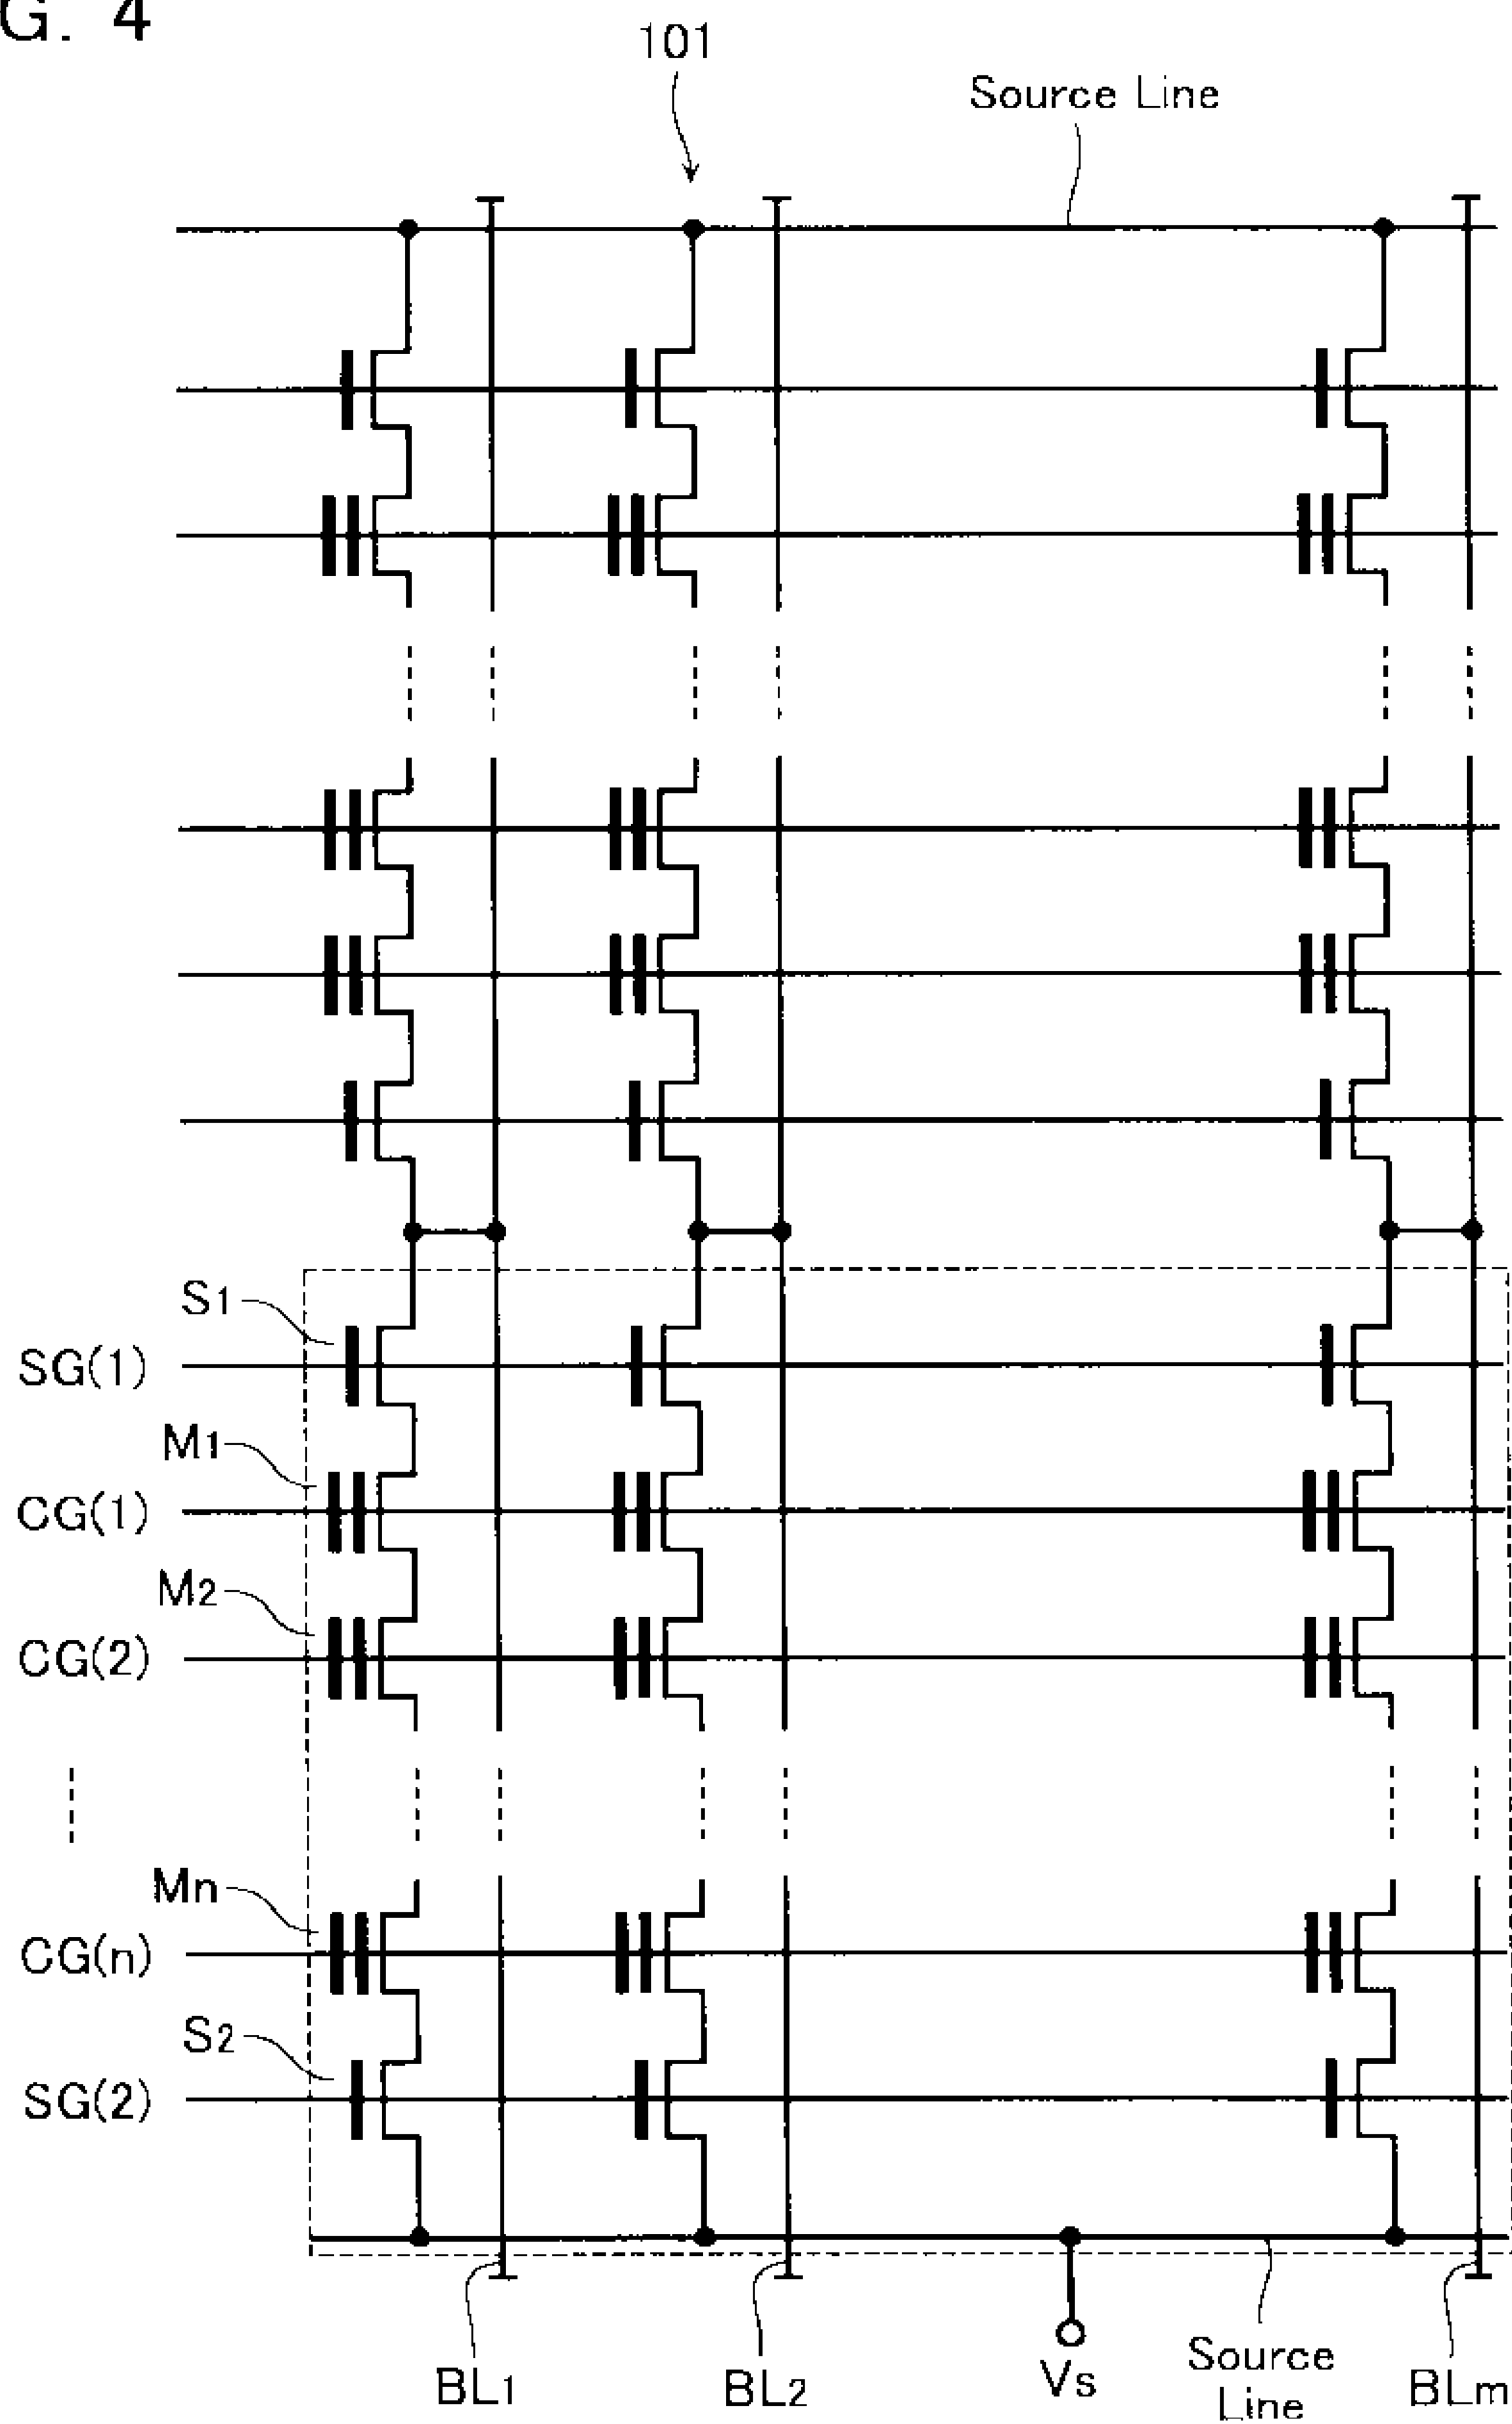 G. 4
101
Source Line
S1
SG(1)
M1
CG(1)
M2
CG(2)
Mn
CG(n)
S2
SG(2)
BL1
BL2
Vs
Source
Line
BLm